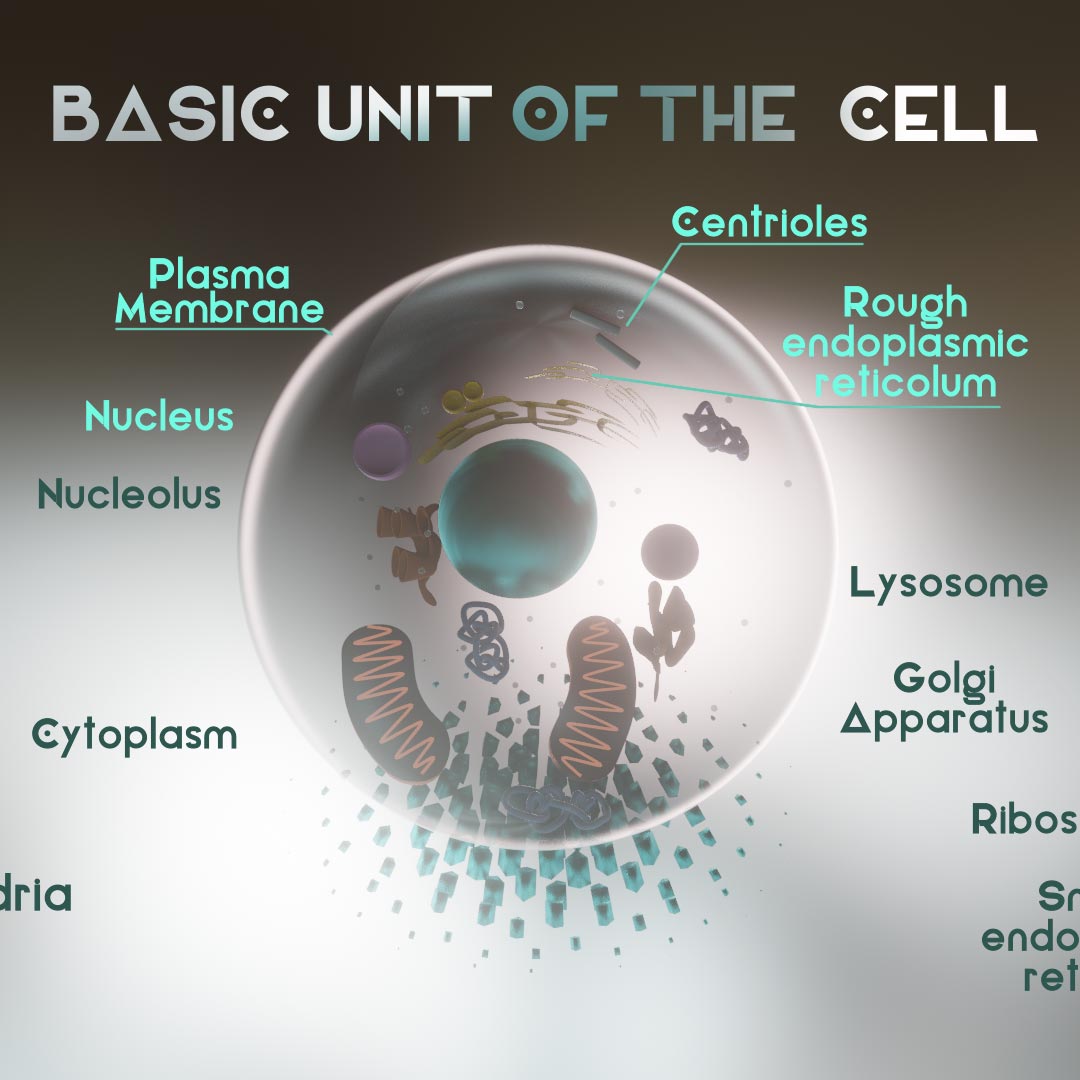 BASIC UNIT OF THE CELL
Centrioles
Plasma
Membrane
Rough
endoplasmic
reticolum
Nucleus
Nucleolus
Lysosome
Golgi
Apparatus
Cytoplasm
Ribos
dria
Sm
endo
ret